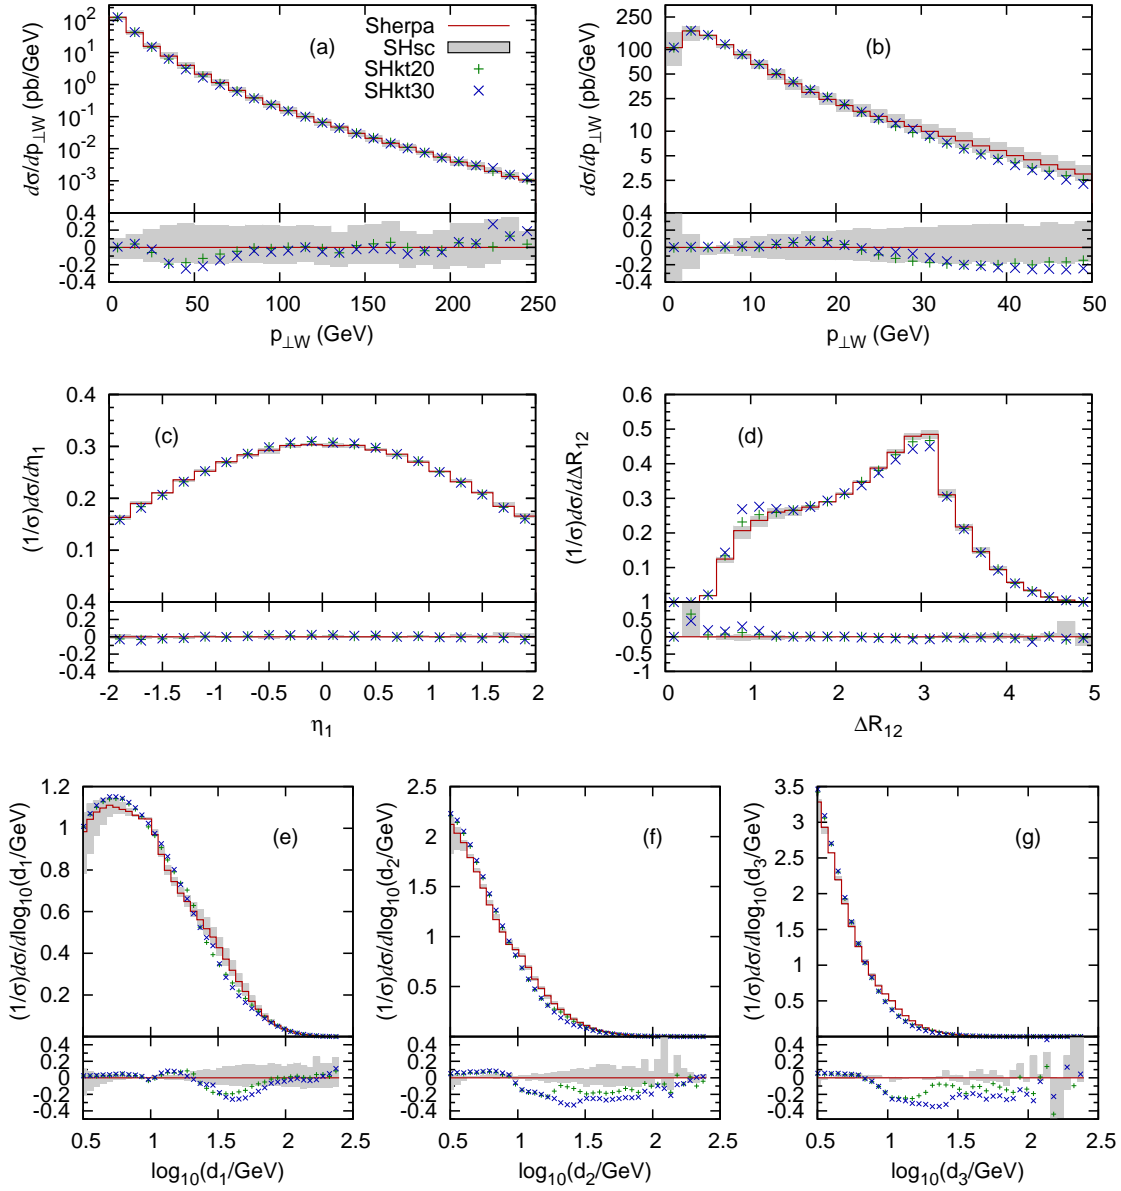 dσ/dp⊥W (pb/GeV)
10^2
10^1
10^0
10^-1
10^-2
10^-3
(a)
Sherpa
SHsc
SHkt20
SHkt30
0.4
0.2
0
-0.2
-0.4
0 50 100 150 200 250
p⊥W (GeV)
dσ/dp⊥W (pb/GeV)
250
100
50
25
10
5
2.5
(b)
0.4
0.2
0
-0.2
-0.4
0 10 20 30 40 50
p⊥W (GeV)
(1/σ)dσ/dη1
0.4
0.3
0.2
0.1
(c)
0.4
0.2
0
-0.2
-2 -1.5 -1 -0.5 0 0.5 1 1.5 2
η1
(1/σ)dσ/dΔR12
0.6
0.5
0.4
0.3
0.2
0.1
(d)
1
0.5
0
-0.5
-1
0 1 2 3 4 5
ΔR12
(1/σ)dσ/dlog10(d1/GeV)
1.2
1
0.8
0.6
0.4
0.2
0
(e)
0.4
0.2
0
-0.2
-0.4
0.5 1 1.5 2 2.5
log10(d1/GeV)
(1/σ)dσ/dlog10(d2/GeV)
2.5
2
1.5
1
0.5
(f)
0.4
0.2
0
-0.2
-0.4
0.5 1 1.5 2 2.5
log10(d2/GeV)
(1/σ)dσ/dlog10(d3/GeV)
3.5
3
2.5
2
1.5
1
0.5
(g)
0.4
0.2
0
-0.2
-0.4
0.5 1 1.5 2 2.5
log10(d3/GeV)